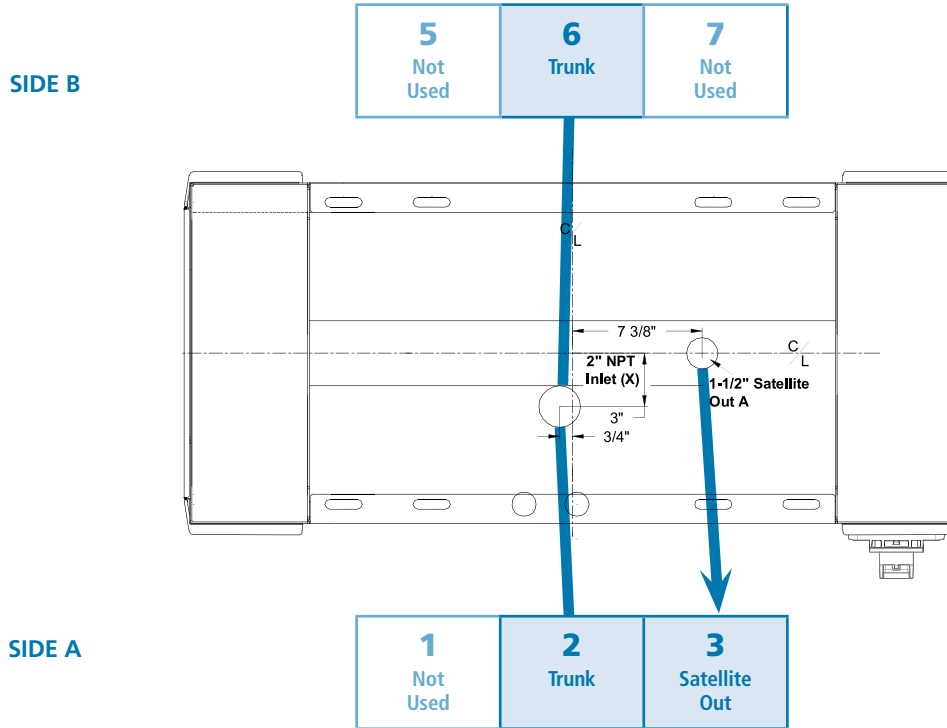 SIDE B
5
Not
Used
6
Trunk
7
Not
Used
C
L
7 3/8"
2" NPT
Inlet (X)
C
L
1-1/2" Satellite
Out A
3"
3/4"
SIDE A
1
Not
Used
2
Trunk
3
Satellite
Out